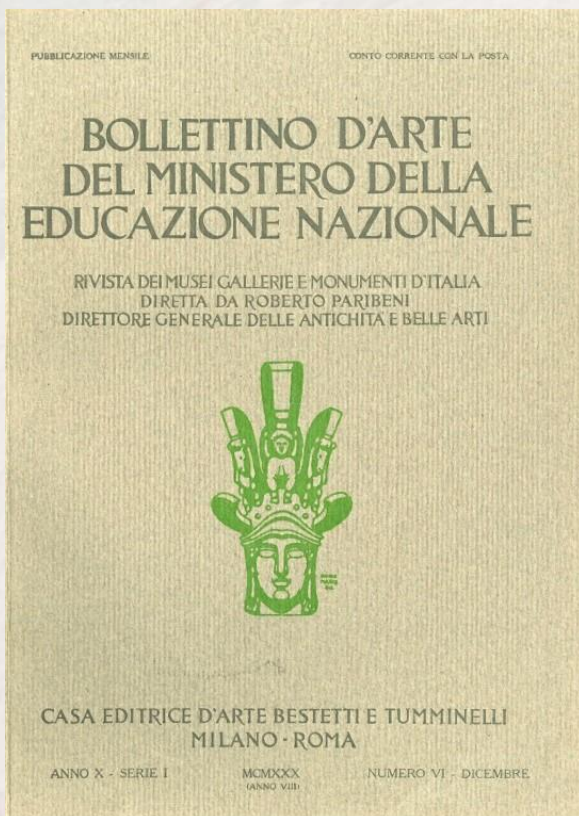 PUBBLICAZIONE MENSILE
CONTO CORRENTE CON LA POSTA
BOLLETTINO D'ARTE
DEL MINISTERO DELLA
EDUCAZIONE NAZIONALE
RIVISTA DEI MUSEI GALLERIE E MONUMENTI D'ITALIA
DIRETTA DA ROBERTO PARIBENI
DIRETTORE GENERALE DELLE ANTICHITA E BELLE ARTI
CASA EDITRICE D'ARTE BESTETTI E TUMMINELLI
MILANO · ROMA
ANNO X - SERIE I
MCMXXX
NUMERO VI - DICEMBRE
(ANNO VIII)